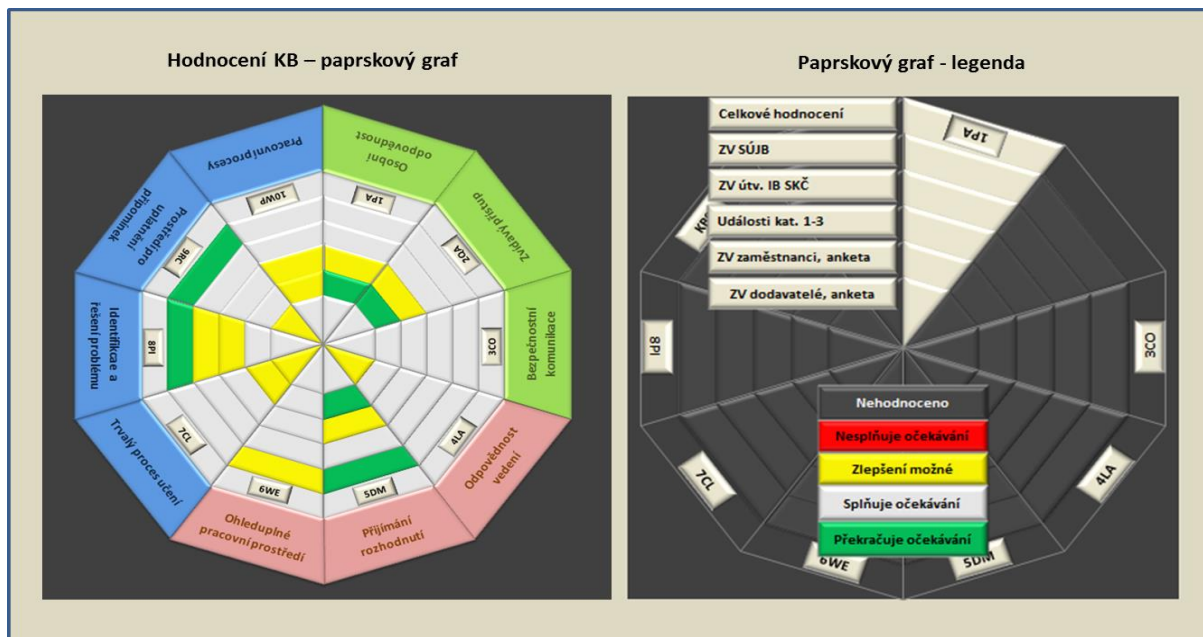 Hodnocení KB – paprskový graf
Pracovní procesy
Osobní
odpovědnost
Zvídavý přístup
Bezpečnostní
komunikace
Odpovědnost
vedení
Přijímání
rozhodnutí
Ohleduplné
pracovní prostředí
Trvalý proces učení
Identifikcae a
řešení problému
Prostředí pro
uplatnění
připomínek
10WP
1PA
2QA
3CO
4LA
5DM
6WE
7CL
8PI
9RC
Paprskový graf - legenda
Celkové hodnocení
ZV SÚJB
ZV útv. IB SKČ
Události kat. 1-3
ZV zaměstnanci, anketa
ZV dodavatelé, anketa
1PA
8PI
3CO
Nehodnoceno
Nesplňuje očekávání
Zlepšení možné
Splňuje očekávání
Překračuje očekávání
7CL
4LA
6WE
5DM